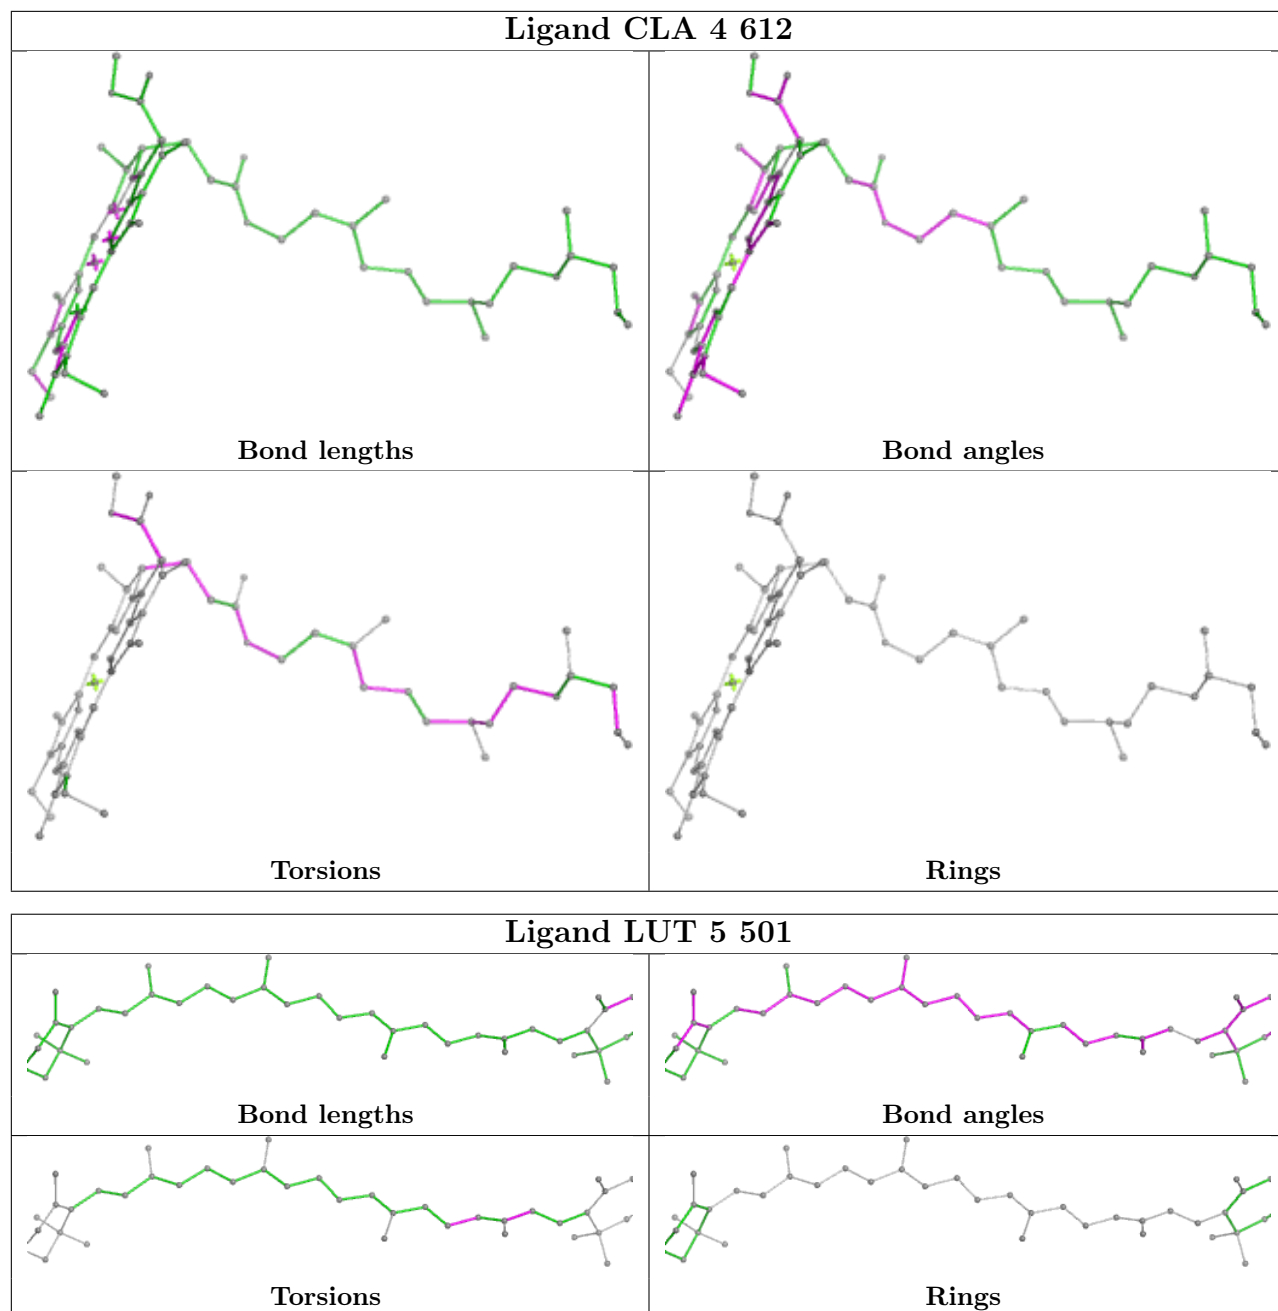 Ligand CLA 4 612
Bond lengths
Bond angles
Torsions
Rings
Ligand LUT 5 501
Bond lengths
Bond angles
Torsions
Rings